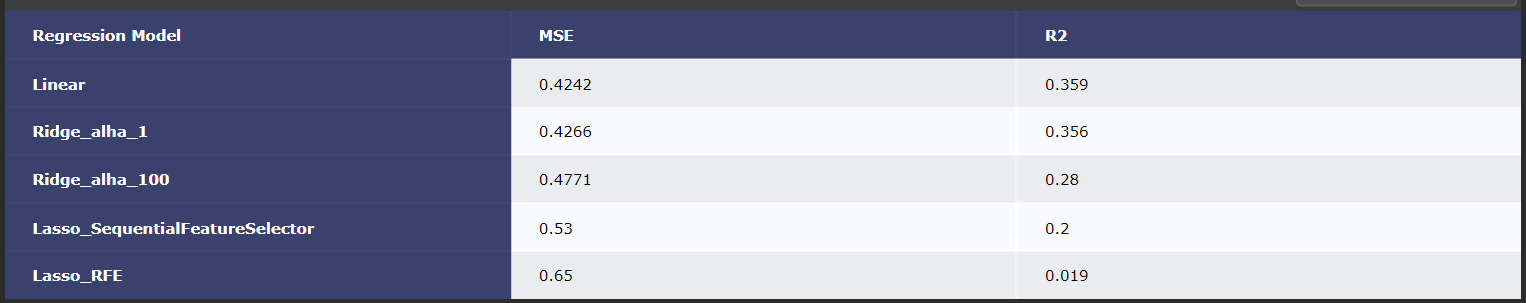 Regression Model MSE R2
Linear 0.4242 0.359
Ridge_alha_1 0.4266 0.356
Ridge_alha_100 0.4771 0.28
Lasso_SequentialFeatureSelector 0.53 0.2
Lasso_RFE 0.65 0.019